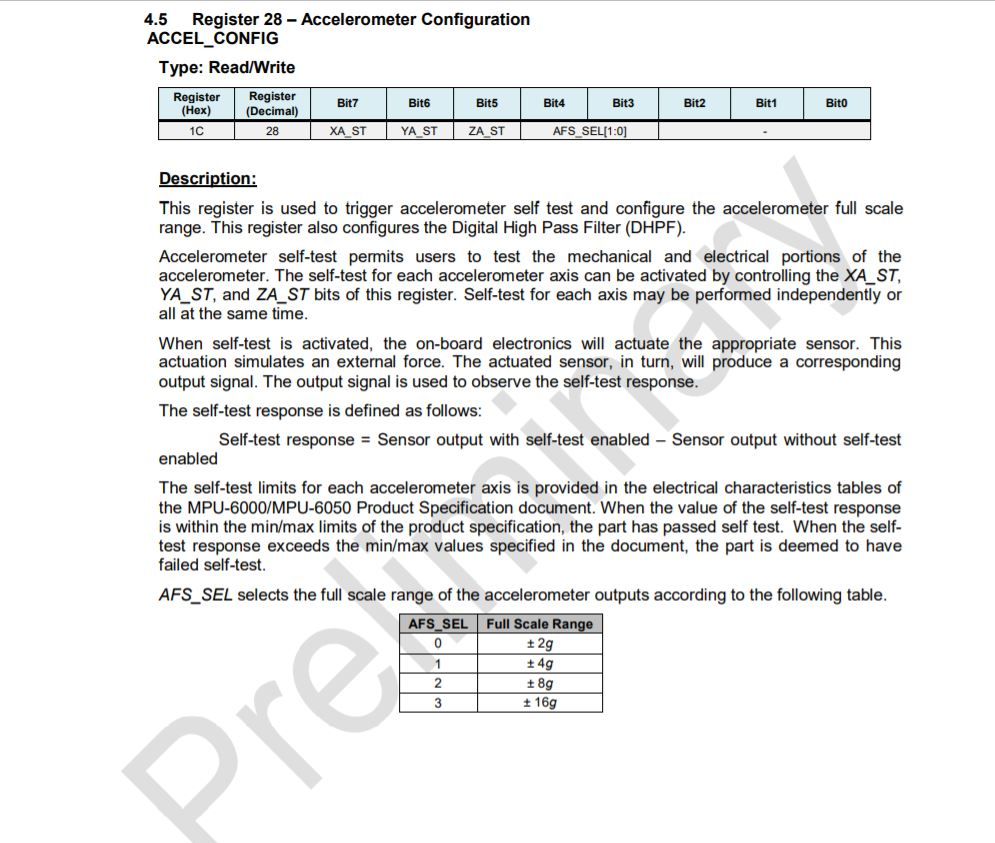 4.5 Register 28 – Accelerometer Configuration
ACCEL_CONFIG
Type: Read/Write
Register (Hex) Register (Decimal) Bit7 Bit6 Bit5 Bit4 Bit3 Bit2 Bit1 Bit0
1C 28 XA_ST YA_ST ZA_ST AFS_SEL[1:0] -
Description:
This register is used to trigger accelerometer self test and configure the accelerometer full scale
range. This register also configures the Digital High Pass Filter (DHPF).
Accelerometer self-test permits users to test the mechanical and electrical portions of the
accelerometer. The self-test for each accelerometer axis can be activated by controlling the XA_ST,
YA_ST, and ZA_ST bits of this register. Self-test for each axis may be performed independently or
all at the same time.
When self-test is activated, the on-board electronics will actuate the appropriate sensor. This
actuation simulates an external force. The actuated sensor, in turn, will produce a corresponding
output signal. The output signal is used to observe the self-test response.
The self-test response is defined as follows:
Self-test response = Sensor output with self-test enabled – Sensor output without self-test
enabled
The self-test limits for each accelerometer axis is provided in the electrical characteristics tables of
the MPU-6000/MPU-6050 Product Specification document. When the value of the self-test response
is within the min/max limits of the product specification, the part has passed self test. When the self-
test response exceeds the min/max values specified in the document, the part is deemed to have
failed self-test.
AFS_SEL selects the full scale range of the accelerometer outputs according to the following table.
AFS_SEL Full Scale Range
0 ± 2g
1 ± 4g
2 ± 8g
3 ± 16g
Preliminary